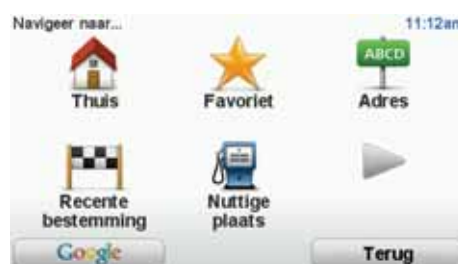 Navigeer naar...
11:12am
ABCD
Thuis
Favoriet
Adres
Recente
bestemming
Nuttige
plaats
Google
Terug